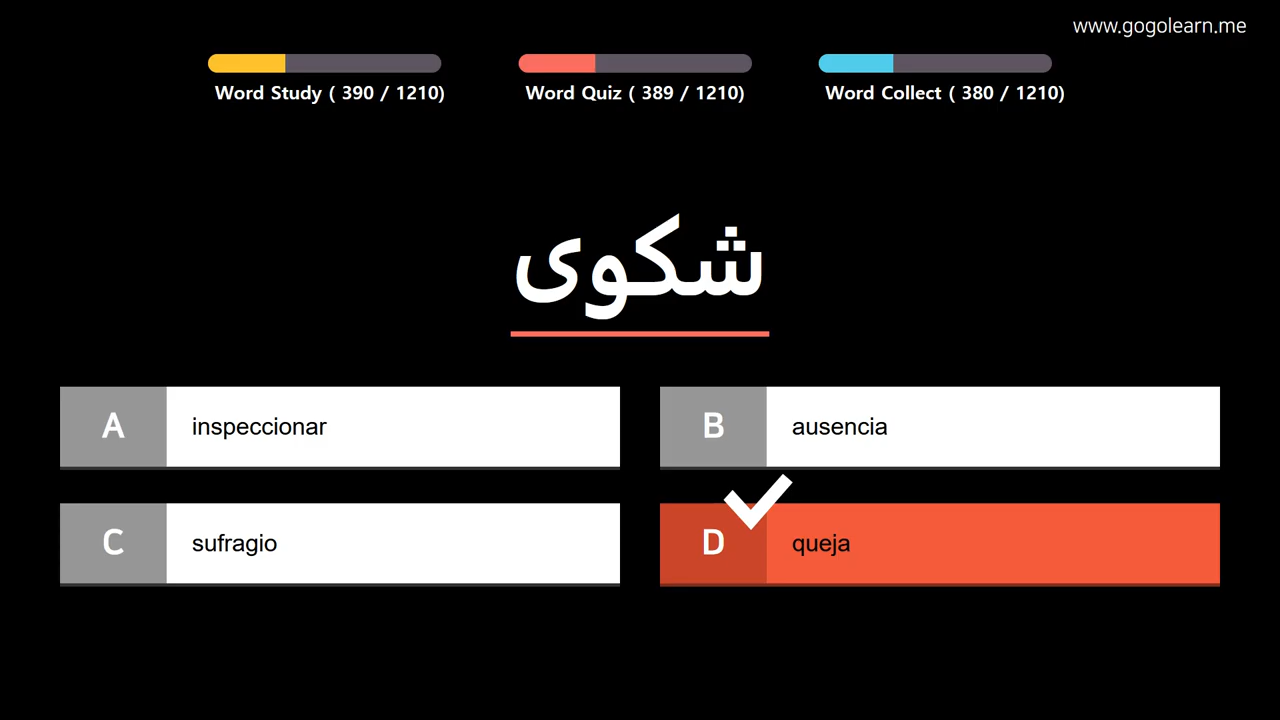 www.gogolearn.me
Word Study ( 390 / 1210)
Word Quiz ( 389 / 1210)
Word Collect ( 380 / 1210)
شكوى
A inspeccionar
B ausencia
C sufragio
D queja